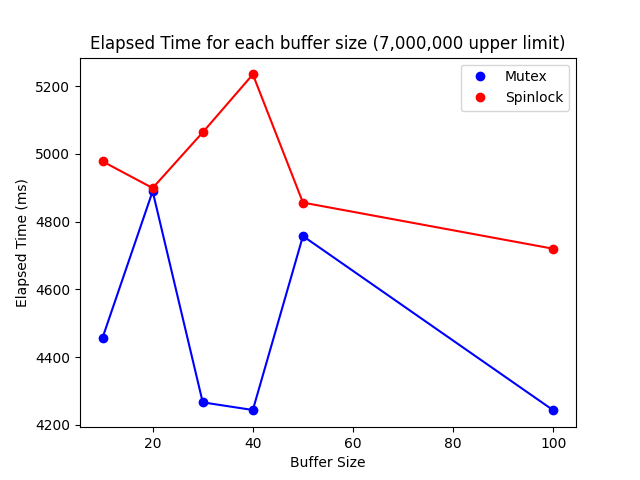 Elapsed Time for each buffer size (7,000,000 upper limit)
Mutex
Spinlock
Elapsed Time (ms)
5200
5000
4800
4600
4400
4200
20
40
60
80
100
Buffer Size